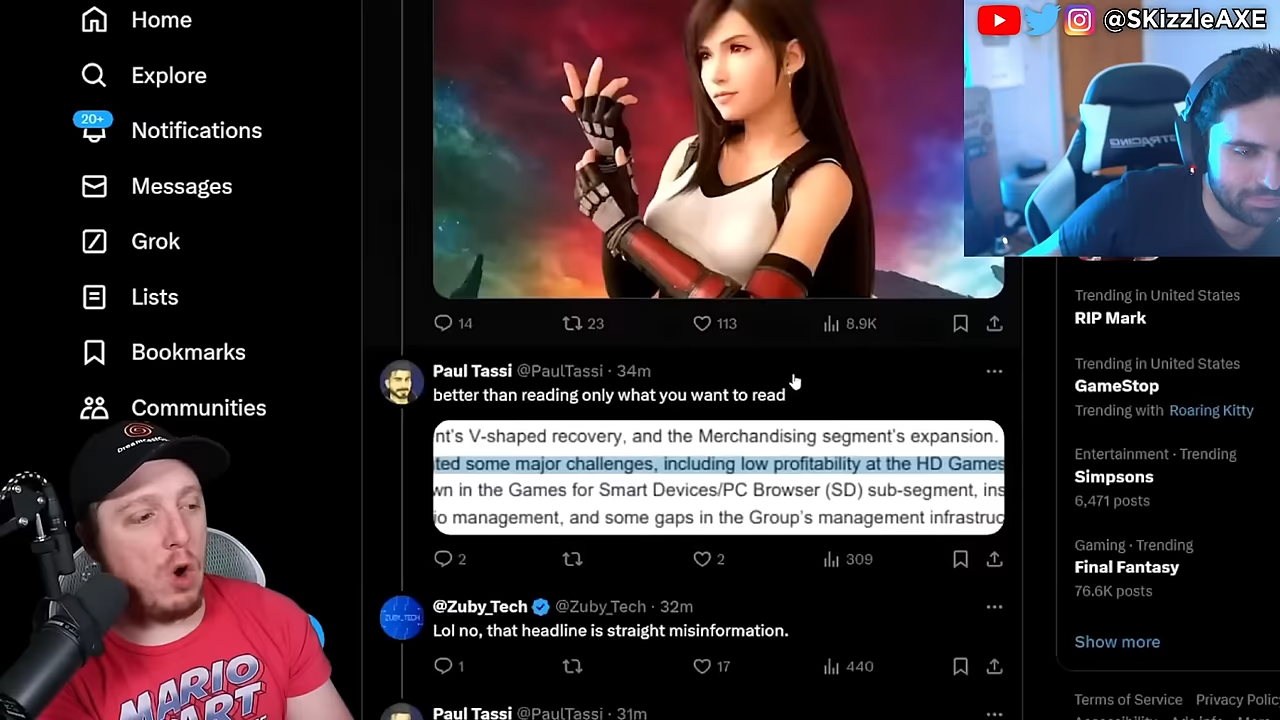 Home
Explore
20+
Notifications
Messages
Grok
Lists
Bookmarks
Communities
@SKizzleAXE
14
23
113
8.9K
Paul Tassi @PaulTassi · 34m
better than reading only what you want to read
nt's V-shaped recovery, and the Merchandising segment's expansion.
ted some major challenges, including low profitability at the HD Games
wn in the Games for Smart Devices/PC Browser (SD) sub-segment, ins
io management, and some gaps in the Group's management infrastruc
2
2
309
@Zuby_Tech @Zuby_Tech · 32m
Lol no, that headline is straight misinformation.
1
17
440
Paul Tassi @PaulTassi · 31m
Trending in United States
RIP Mark
Trending in United States
GameStop
Trending with Roaring Kitty
Entertainment · Trending
Simpsons
6,471 posts
Gaming · Trending
Final Fantasy
76.6K posts
Show more
Terms of Service Privacy Polic
ZUBY_TECH
MARIO
KART